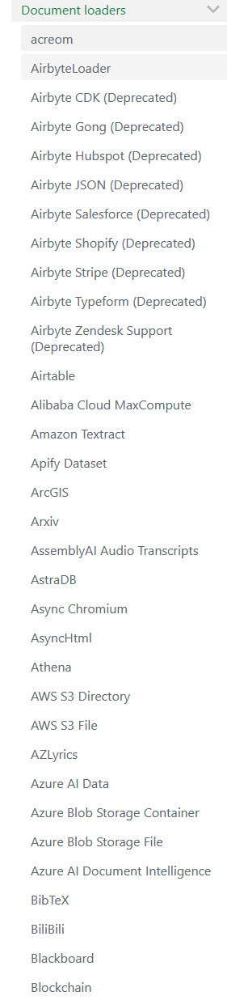 Document loaders
acreom
AirbyteLoader
Airbyte CDK (Deprecated)
Airbyte Gong (Deprecated)
Airbyte Hubspot (Deprecated)
Airbyte JSON (Deprecated)
Airbyte Salesforce (Deprecated)
Airbyte Shopify (Deprecated)
Airbyte Stripe (Deprecated)
Airbyte Typeform (Deprecated)
Airbyte Zendesk Support
(Deprecated)
Airtable
Alibaba Cloud MaxCompute
Amazon Textract
Apify Dataset
ArcGIS
Arxiv
AssemblyAI Audio Transcripts
AstraDB
Async Chromium
AsyncHtml
Athena
AWS S3 Directory
AWS S3 File
AZLyrics
Azure AI Data
Azure Blob Storage Container
Azure Blob Storage File
Azure AI Document Intelligence
BibTeX
BiliBili
Blackboard
Blockchain